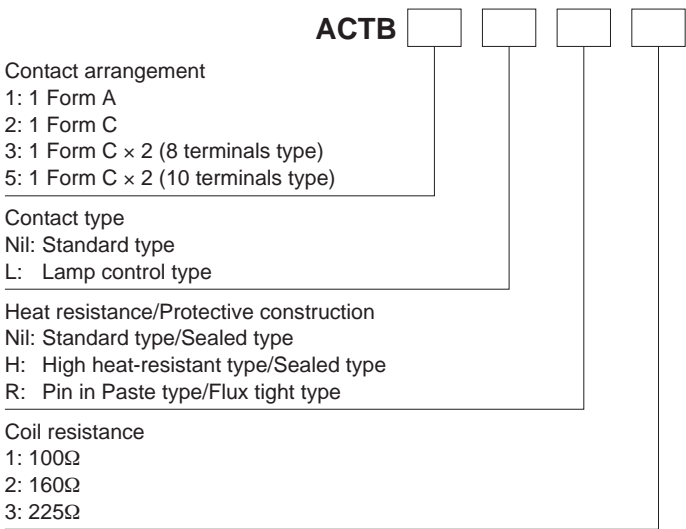 ACTB
Contact arrangement
1: 1 Form A
2: 1 Form C
3: 1 Form C × 2 (8 terminals type)
5: 1 Form C × 2 (10 terminals type)
Contact type
Nil: Standard type
L: Lamp control type
Heat resistance/Protective construction
Nil: Standard type/Sealed type
H: High heat-resistant type/Sealed type
R: Pin in Paste type/Flux tight type
Coil resistance
1: 100Ω
2: 160Ω
3: 225Ω